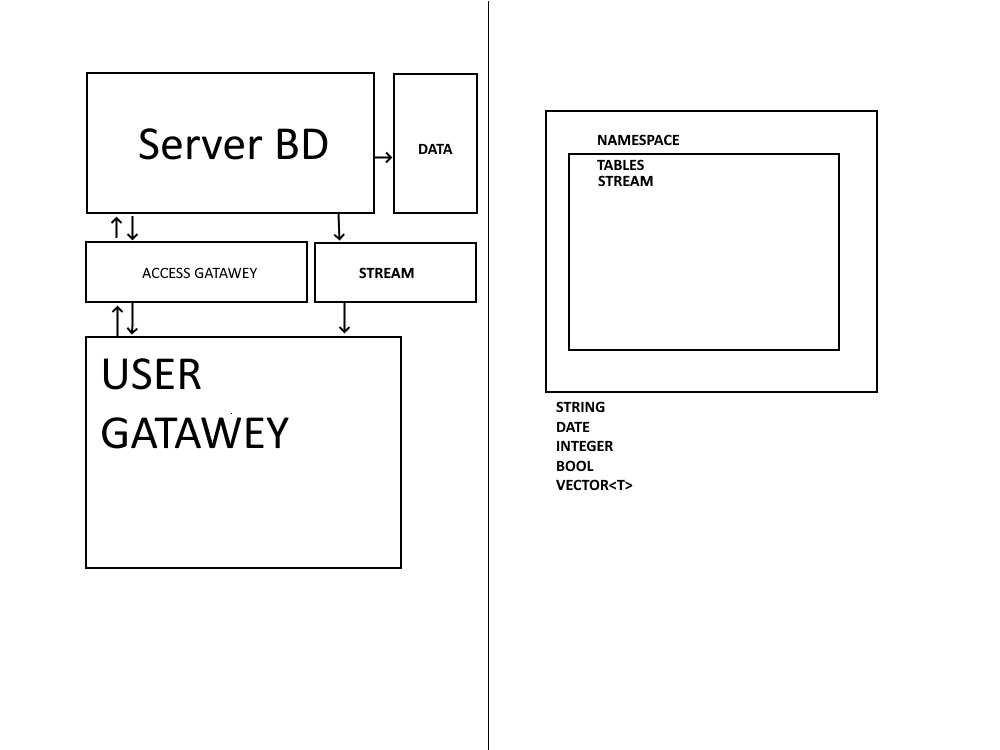 Server BD
DATA
ACCESS GATAWEY
STREAM
USER
GATAWEY
NAMESPACE
TABLES
STREAM
STRING
DATE
INTEGER
BOOL
VECTOR<T>